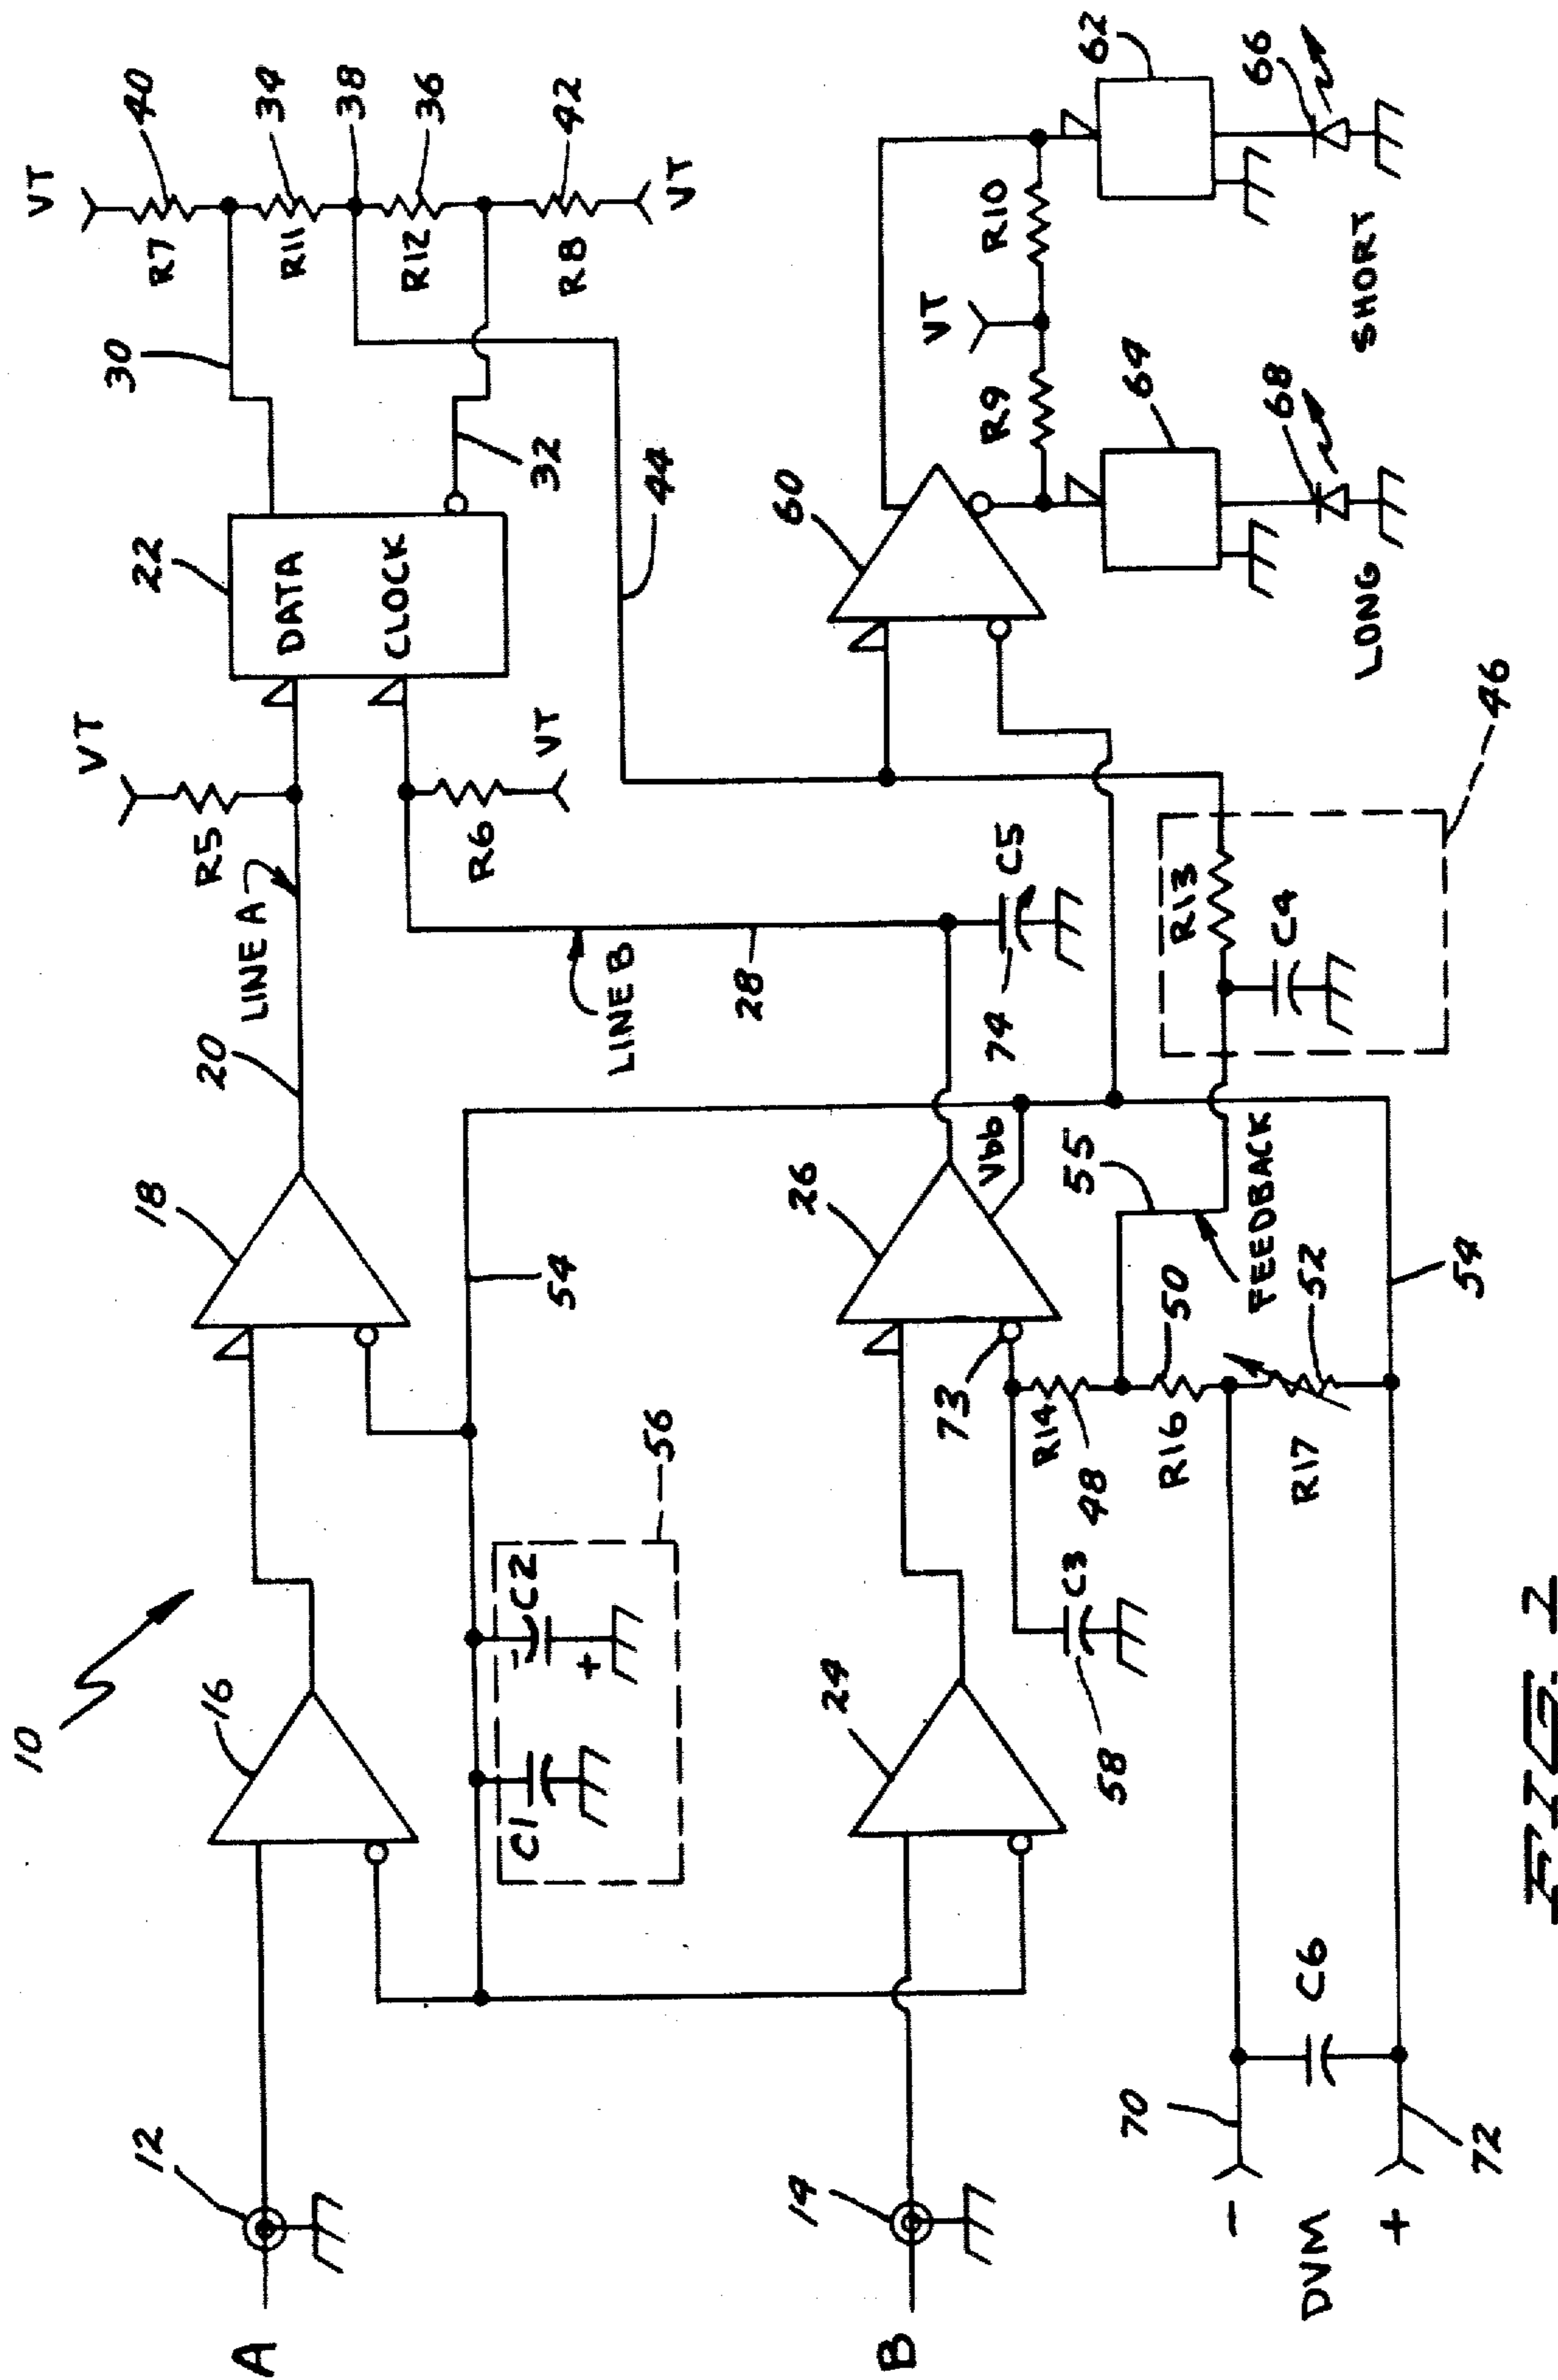 10
A
12
16
18
20
LINE A
R5
VT
22
DATA
CLOCK
30
32
VT
R7
40
R11
34
38
R12
36
R8
42
VT
R6
VT
44
54
C1
C2
-
+
56
LINE B
28
B
14
24
26
Vbb
73
74
C5
60
R9
VT
R10
62
64
66
68
LONG
SHORT
58
C3
R14
48
R16
50
55
FEEDBACK
R17
52
54
R13
C4
46
70
-
DVM
+
72
C6
FIG. 2